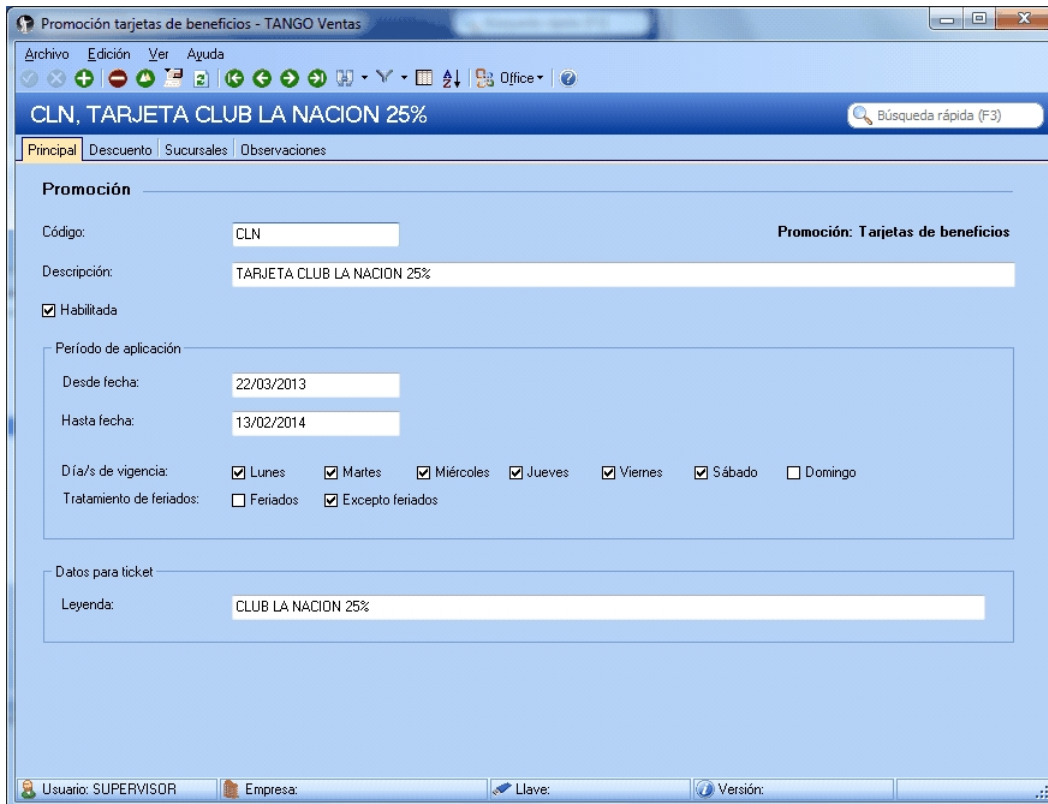 Promoción tarjetas de beneficios - TANGO Ventas
Archivo Edición Ver Ayuda
Office
CLN, TARJETA CLUB LA NACION 25%
Búsqueda rápida (F3)
Principal Descuento Sucursales Observaciones
Promoción
Código: CLN Promoción: Tarjetas de beneficios
Descripción: TARJETA CLUB LA NACION 25%
Habilitada
Período de aplicación
Desde fecha: 22/03/2013
Hasta fecha: 13/02/2014
Día/s de vigencia: Lunes Martes Miércoles Jueves Viernes Sábado Domingo
Tratamiento de feriados: Feriados Excepto feriados
Datos para ticket
Leyenda: CLUB LA NACION 25%
Usuario: SUPERVISOR Empresa: Llave: Versión: